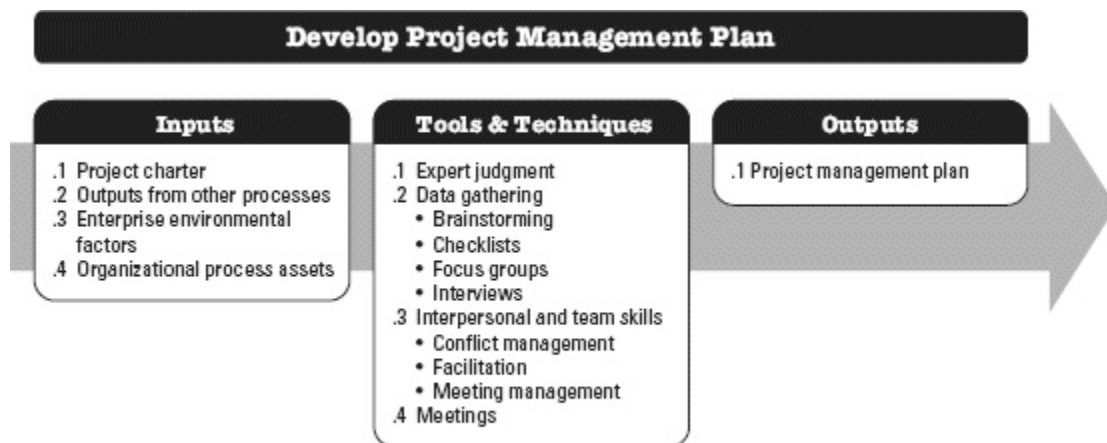 Develop Project Management Plan
Inputs
.1 Project charter
.2 Outputs from other processes
.3 Enterprise environmental
factors
.4 Organizational process assets
Tools & Techniques
.1 Expert judgment
.2 Data gathering
• Brainstorming
• Checklists
• Focus groups
• Interviews
.3 Interpersonal and team skills
• Conflict management
• Facilitation
• Meeting management
.4 Meetings
Outputs
.1 Project management plan